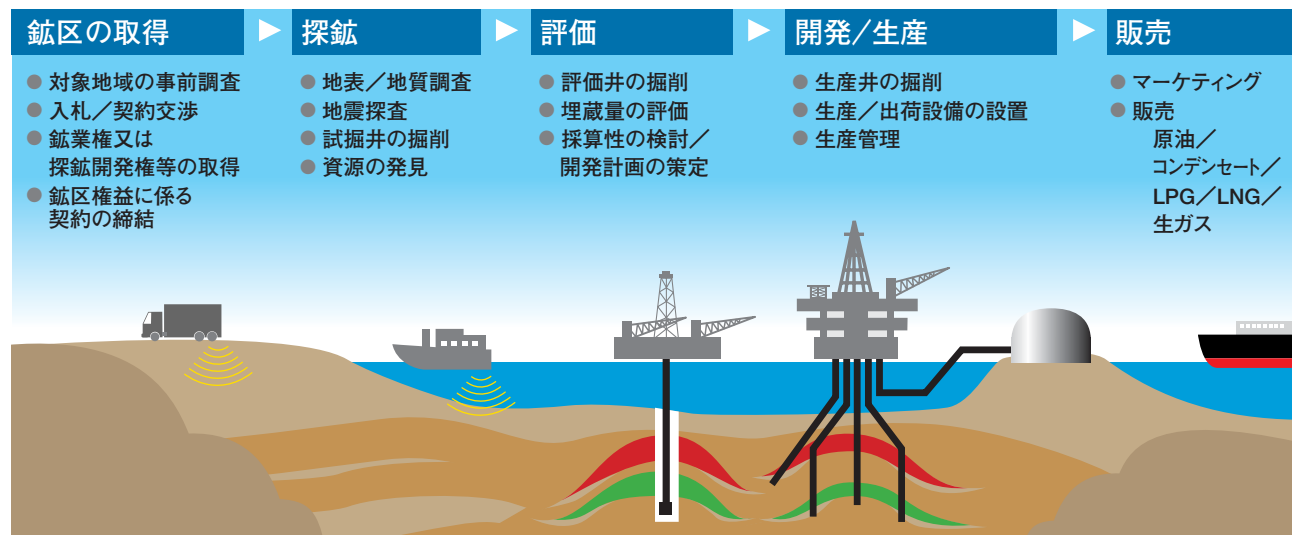 鉱区の取得
● 対象地域の事前調査
● 入札／契約交渉
● 鉱業権又は
探鉱開発権等の取得
● 鉱区権益に係る
契約の締結
探鉱
● 地表／地質調査
● 地震探査
● 試掘井の掘削
● 資源の発見
評価
● 評価井の掘削
● 埋蔵量の評価
● 採算性の検討／
開発計画の策定
開発／生産
● 生産井の掘削
● 生産／出荷設備の設置
● 生産管理
販売
● マーケティング
● 販売
原油／
コンデンセート／
LPG／LNG／
生ガス